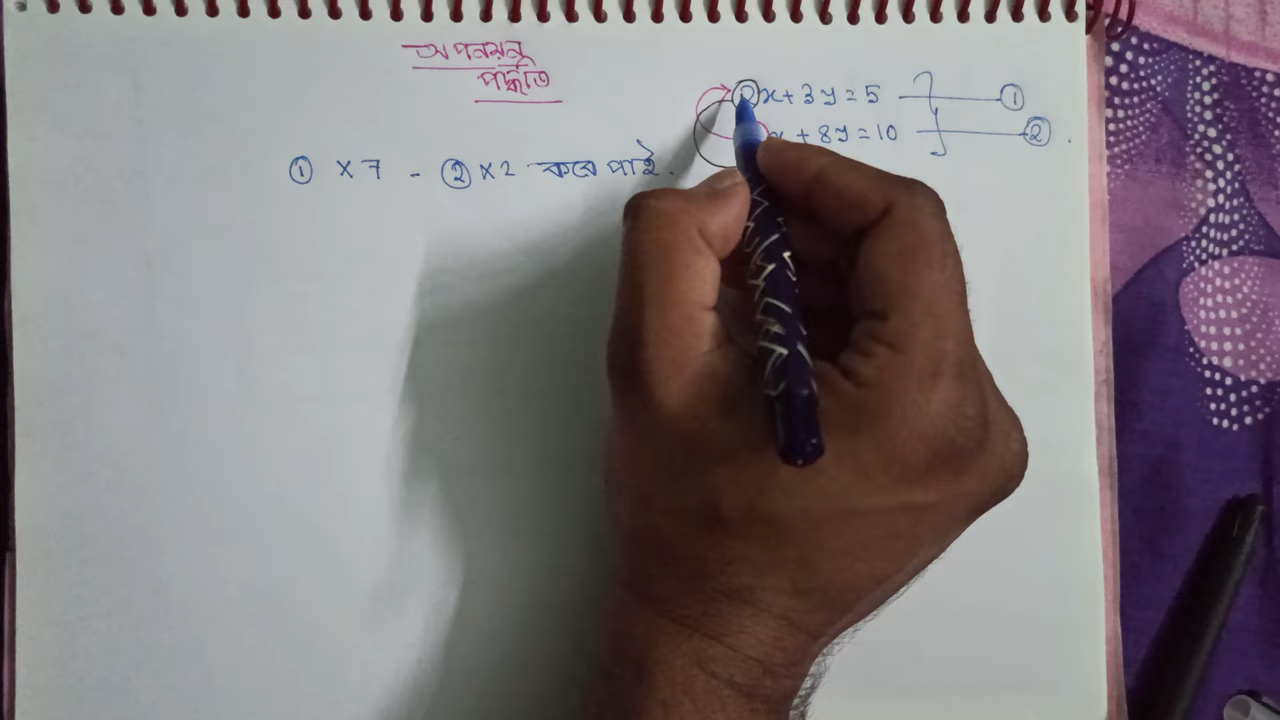 অপনয়ন
পদ্ধতি
x + 3y = 5 ①
x + 8y = 10 ②
① × 7 - ② × 2 করে পাই.